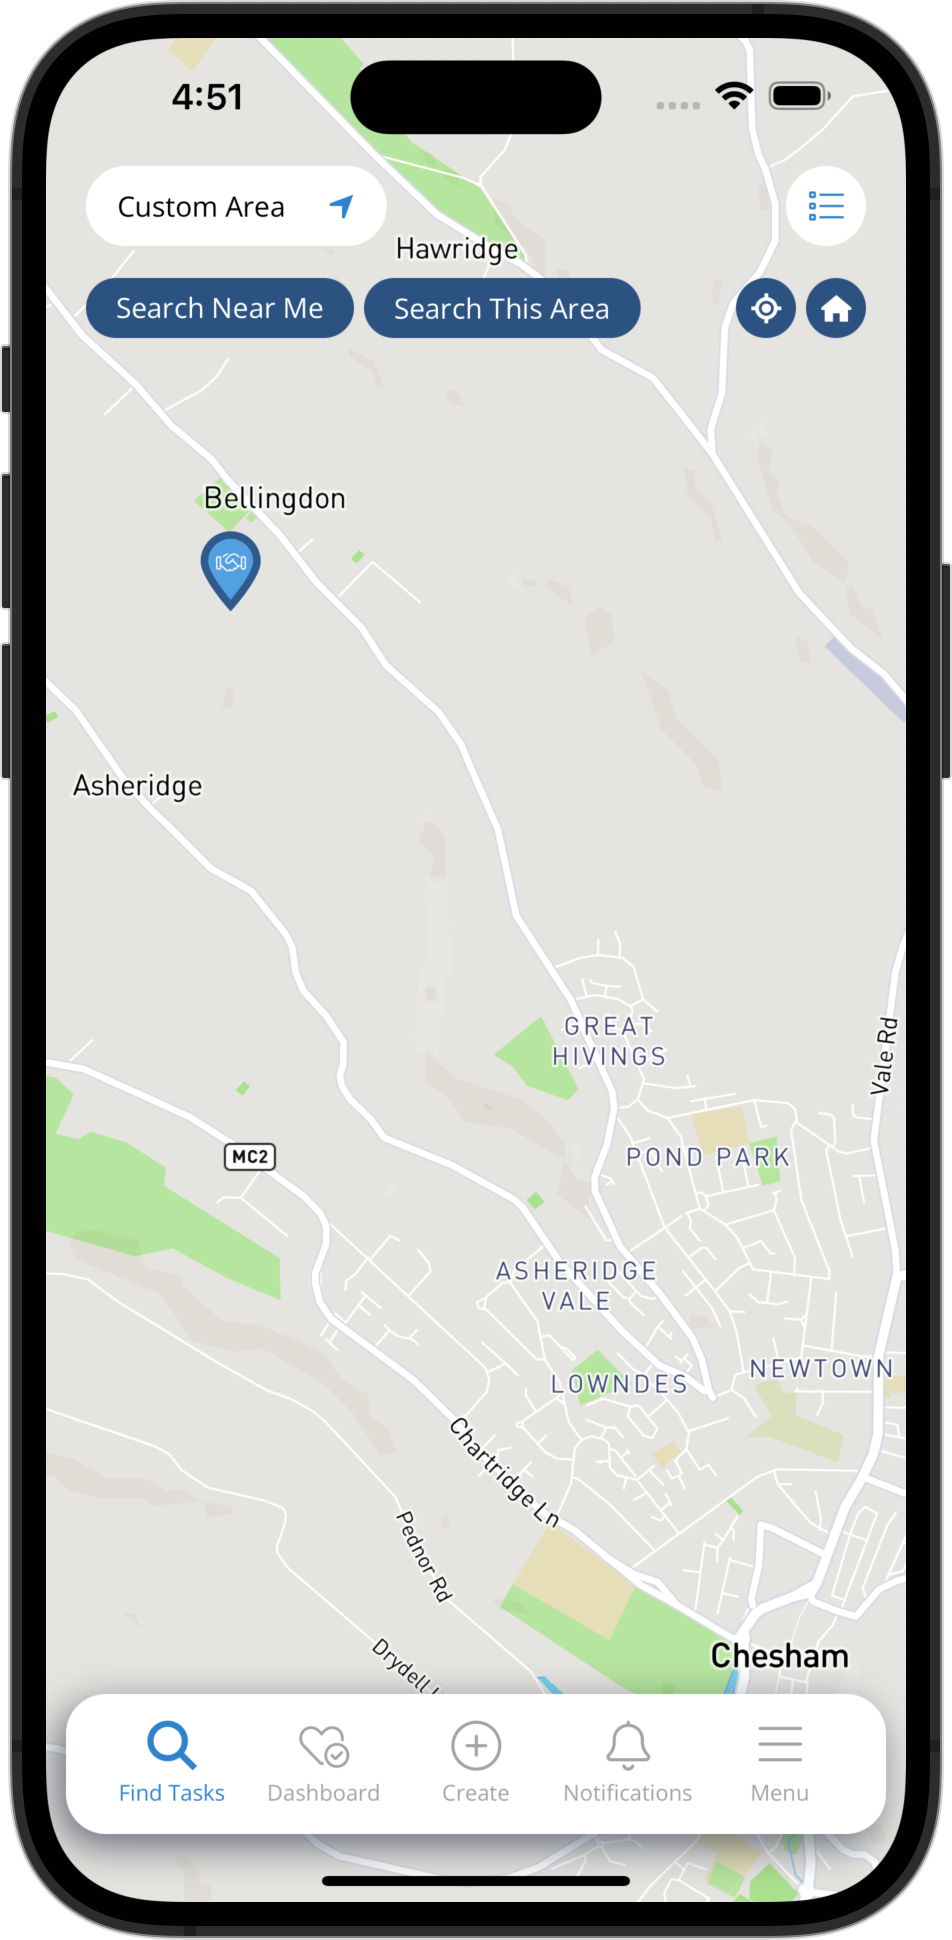 4:51
Custom Area
Hawridge
Search Near Me
Search This Area
Bellingdon
Asheridge
GREAT
HIVINGS
Vale Rd
MC2
POND PARK
ASHERIDGE
VALE
NEWTOWN
LOWNDES
Chartridge Ln
Pednor Rd
Drydell
Chesham
Find Tasks
Dashboard
Create
Notifications
Menu